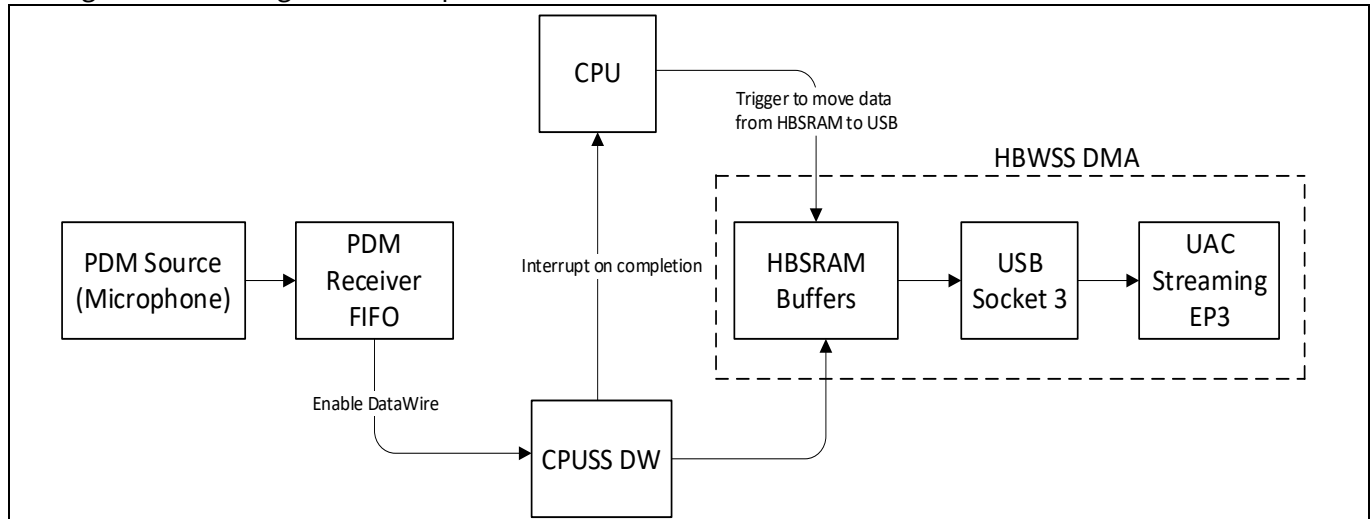 CPU
Trigger to move data
from HBSRAM to USB
HBWSS DMA
PDM Source
(Microphone)
PDM
Receiver
FIFO
Interrupt on completion
HBSRAM
Buffers
USB
Socket 3
UAC
Streaming
EP3
Enable DataWire
CPUSS DW